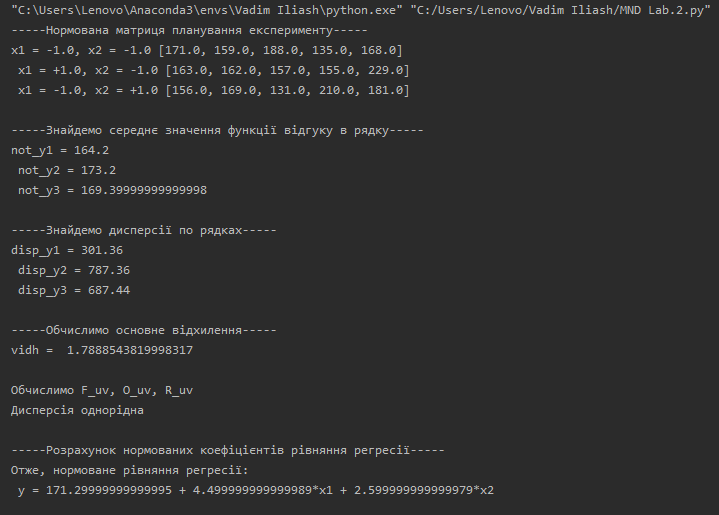 "C:\Users\Lenovo\Anaconda3\envs\Vadim Iliash\python.exe" "C:/Users/Lenovo/Vadim Iliash/MND Lab.2.py"
-----Нормована матриця планування експерименту-----
x1 = -1.0, x2 = -1.0 [171.0, 159.0, 188.0, 135.0, 168.0]
 x1 = +1.0, x2 = -1.0 [163.0, 162.0, 157.0, 155.0, 229.0]
 x1 = -1.0, x2 = +1.0 [156.0, 169.0, 131.0, 210.0, 181.0]

-----Знайдемо середнє значення функції відгуку в рядку-----
not_y1 = 164.2
 not_y2 = 173.2
 not_y3 = 169.39999999999998

-----Знайдемо дисперсії по рядках-----
disp_y1 = 301.36
 disp_y2 = 787.36
 disp_y3 = 687.44

-----Обчислимо основне відхилення-----
vidh =  1.7888543819998317

Обчислимо F_uv, O_uv, R_uv
Дисперсія однорідна

-----Розрахунок нормованих коефіцієнтів рівняння регресії-----
Отже, нормоване рівняння регресії:
 y = 171.29999999999995 + 4.499999999999989*x1 + 2.599999999999979*x2